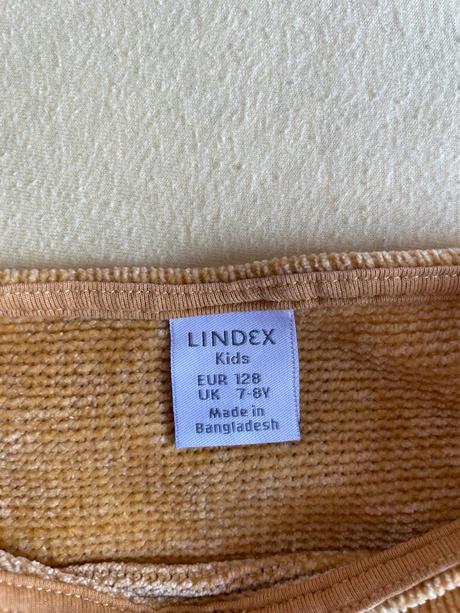 LINDEX
Kids
EUR 128
UK 7-8Y
Made in
Bangladesh